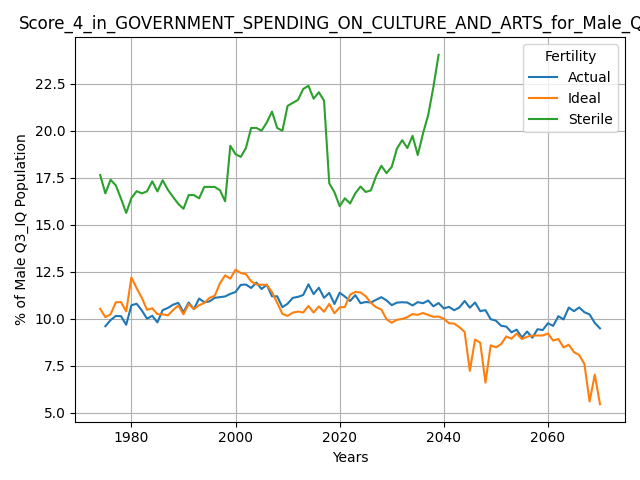 Score_4_in_GOVERNMENT_SPENDING_ON_CULTURE_AND_ARTS_for_Male_Q
Fertility
Actual
Ideal
Sterile
% of Male Q3_IQ Population
22.5
20.0
17.5
15.0
12.5
10.0
7.5
5.0
1980 2000 2020 2040 2060
Years